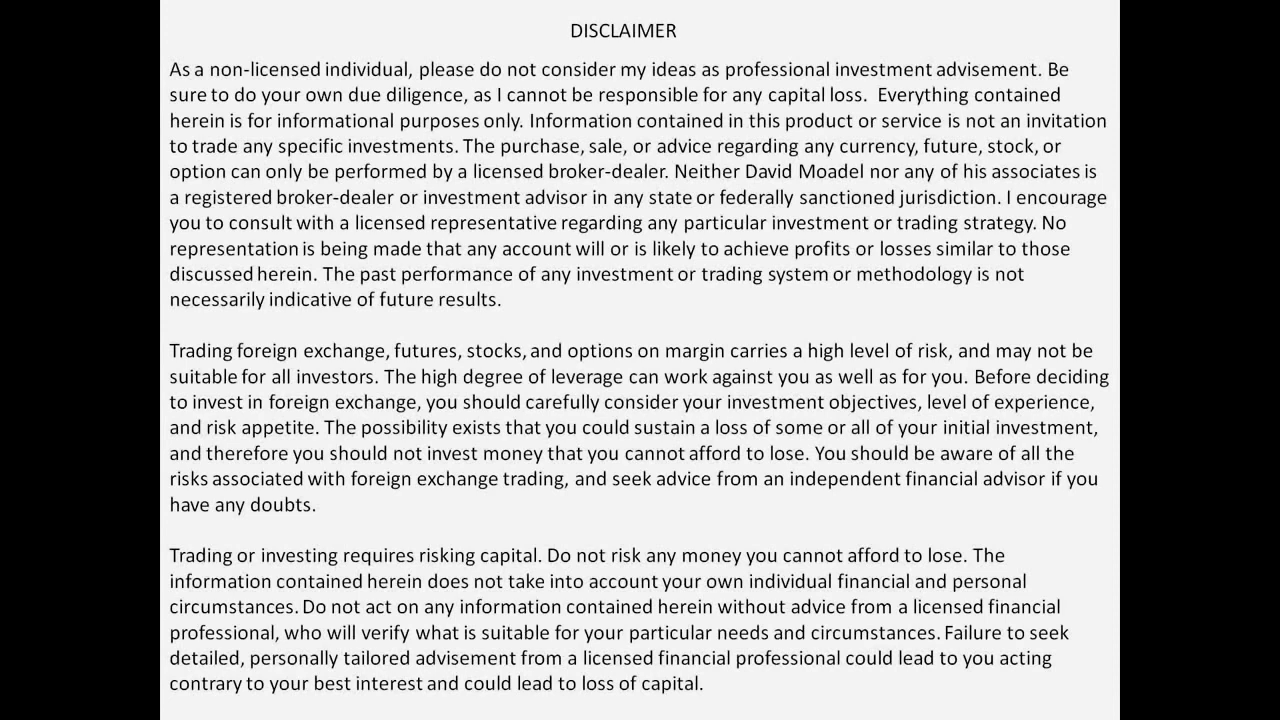 DISCLAIMER
As a non-licensed individual, please do not consider my ideas as professional investment advisement. Be
sure to do your own due diligence, as I cannot be responsible for any capital loss.  Everything contained
herein is for informational purposes only. Information contained in this product or service is not an invitation
to trade any specific investments. The purchase, sale, or advice regarding any currency, future, stock, or
option can only be performed by a licensed broker-dealer. Neither David Moadel nor any of his associates is
a registered broker-dealer or investment advisor in any state or federally sanctioned jurisdiction. I encourage
you to consult with a licensed representative regarding any particular investment or trading strategy. No
representation is being made that any account will or is likely to achieve profits or losses similar to those
discussed herein. The past performance of any investment or trading system or methodology is not
necessarily indicative of future results.
Trading foreign exchange, futures, stocks, and options on margin carries a high level of risk, and may not be
suitable for all investors. The high degree of leverage can work against you as well as for you. Before deciding
to invest in foreign exchange, you should carefully consider your investment objectives, level of experience,
and risk appetite. The possibility exists that you could sustain a loss of some or all of your initial investment,
and therefore you should not invest money that you cannot afford to lose. You should be aware of all the
risks associated with foreign exchange trading, and seek advice from an independent financial advisor if you
have any doubts.
Trading or investing requires risking capital. Do not risk any money you cannot afford to lose. The
information contained herein does not take into account your own individual financial and personal
circumstances. Do not act on any information contained herein without advice from a licensed financial
professional, who will verify what is suitable for your particular needs and circumstances. Failure to seek
detailed, personally tailored advisement from a licensed financial professional could lead to you acting
contrary to your best interest and could lead to loss of capital.